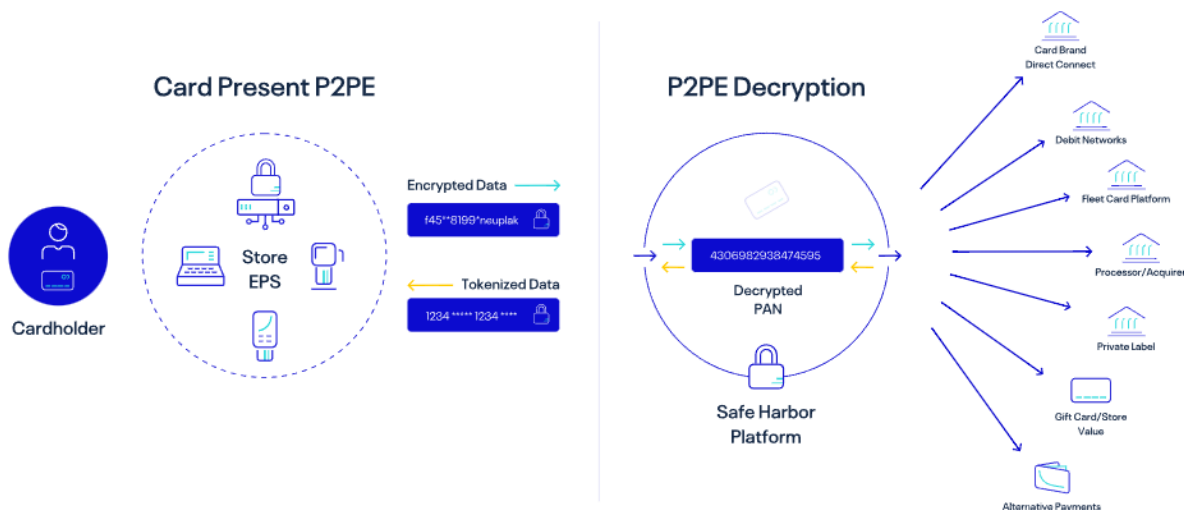 Card Present P2PE
Cardholder
Store
EPS
Encrypted Data
f45**8199*neuplak
Tokenized Data
1234 ***** 1234 ****
P2PE Decryption
4306982938474595
Decrypted
PAN
Safe Harbor
Platform
Card Brand
Direct Connect
Debit Networks
Fleet Card Platform
Processor/Acquirer
Private Label
Gift Card/Store
Value
Alternative Payments